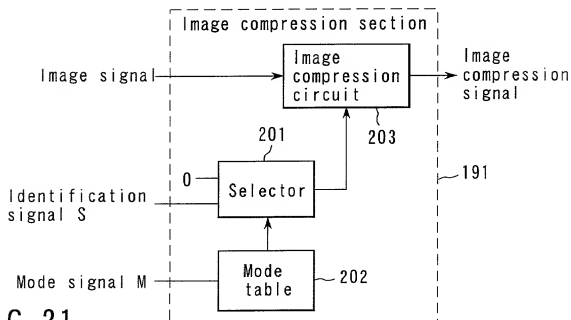 Image compression section
Image signal
Image
compression
circuit
Image
compression
signal
203
201
0
Selector
191
Identification
signal S
Mode signal M
Mode
table
202
G. 21